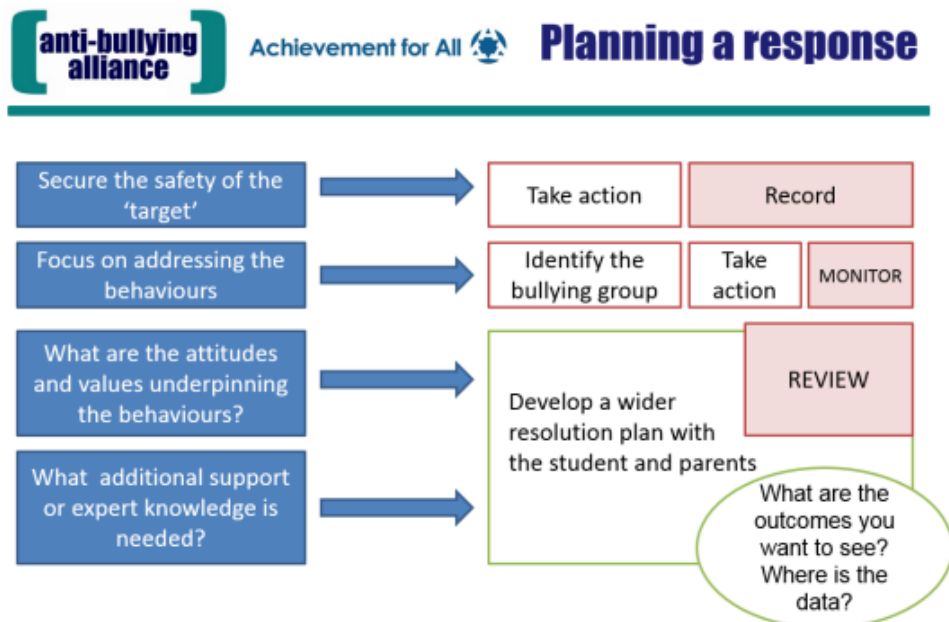 anti-bullying
alliance
Achievement for All
Planning a response
Secure the safety of the
‘target’
Take action
Record
Focus on addressing the
behaviours
Identify the
bullying group
Take
action
MONITOR
What are the attitudes
and values underpinning
the behaviours?
REVIEW
Develop a wider
resolution plan with
the student and parents
What  additional support
or expert knowledge is
needed?
What are the
outcomes you
want to see?
Where is the
data?